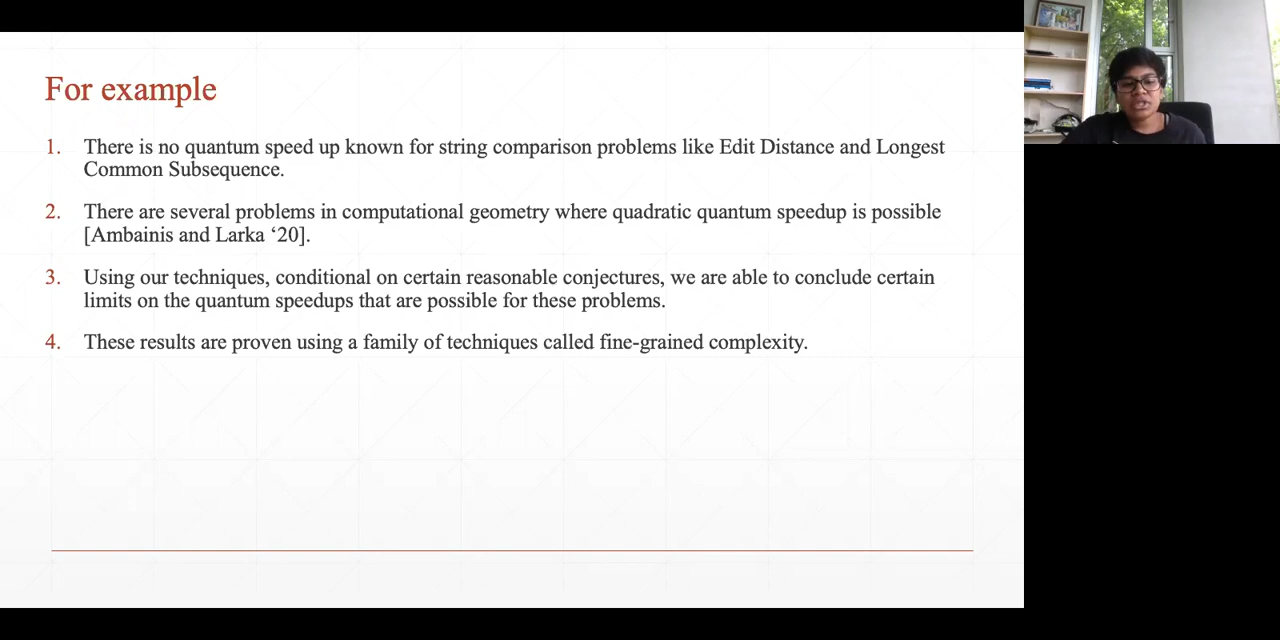 For example
1. There is no quantum speed up known for string comparison problems like Edit Distance and Longest
Common Subsequence.
2. There are several problems in computational geometry where quadratic quantum speedup is possible
[Ambainis and Larka ‘20].
3. Using our techniques, conditional on certain reasonable conjectures, we are able to conclude certain
limits on the quantum speedups that are possible for these problems.
4. These results are proven using a family of techniques called fine-grained complexity.